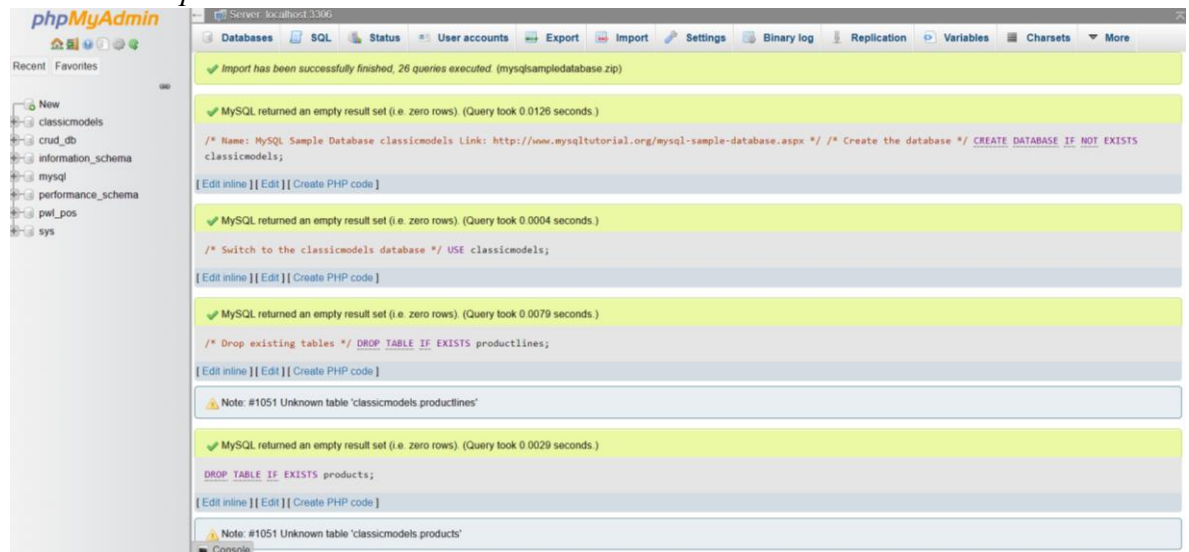 phpMyAdmin
Server: localhost:3306
Databases SQL Status User accounts Export Import Settings Binary log Replication Variables Charsets More
Recent Favorites
New
classicmodels
crud_db
information_schema
mysql
performance_schema
pwl_pos
sys
Import has been successfully finished, 26 queries executed. (mysqlsampledatabase.zip)
MySQL returned an empty result set (i.e. zero rows). (Query took 0.0126 seconds.)
/* Name: MySQL Sample Database classicmodels Link: http://www.mysqltutorial.org/mysql-sample-database.aspx */ /* Create the database */ CREATE DATABASE IF NOT EXISTS
classicmodels;
[ Edit inline ] [ Edit ] [ Create PHP code ]
MySQL returned an empty result set (i.e. zero rows). (Query took 0.0004 seconds.)
/* Switch to the classicmodels database */ USE classicmodels;
[ Edit inline ] [ Edit ] [ Create PHP code ]
MySQL returned an empty result set (i.e. zero rows). (Query took 0.0079 seconds.)
/* Drop existing tables */ DROP TABLE IF EXISTS productlines;
[ Edit inline ] [ Edit ] [ Create PHP code ]
Note: #1051 Unknown table 'classicmodels.productlines'
MySQL returned an empty result set (i.e. zero rows). (Query took 0.0029 seconds.)
DROP TABLE IF EXISTS products;
[ Edit inline ] [ Edit ] [ Create PHP code ]
Note: #1051 Unknown table 'classicmodels.products'
Console